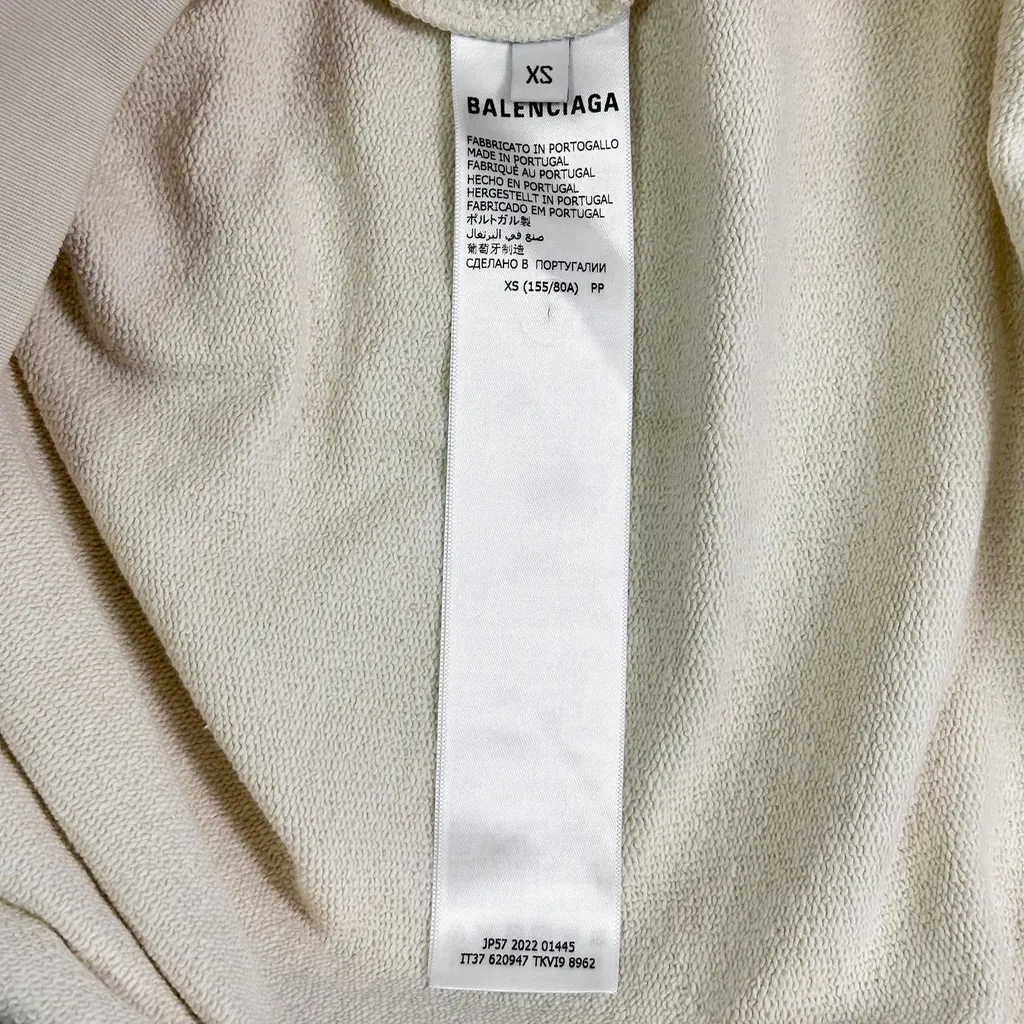 XS
BALENCIAGA
FABBRICATO IN PORTOGALLO
MADE IN PORTUGAL
FABRIQUÉ AU PORTUGAL
HECHO EN PORTUGAL
HERGESTELLT IN PORTUGAL
FABRICADO EM PORTUGAL
ポルトガル製
صنع في البرتغال
葡萄牙制造
СДЕЛАНО В ПОРТУГАЛИИ
XS (155/80A) PP
JP57 2022 01445
IT37 620947 TKVI9 8962